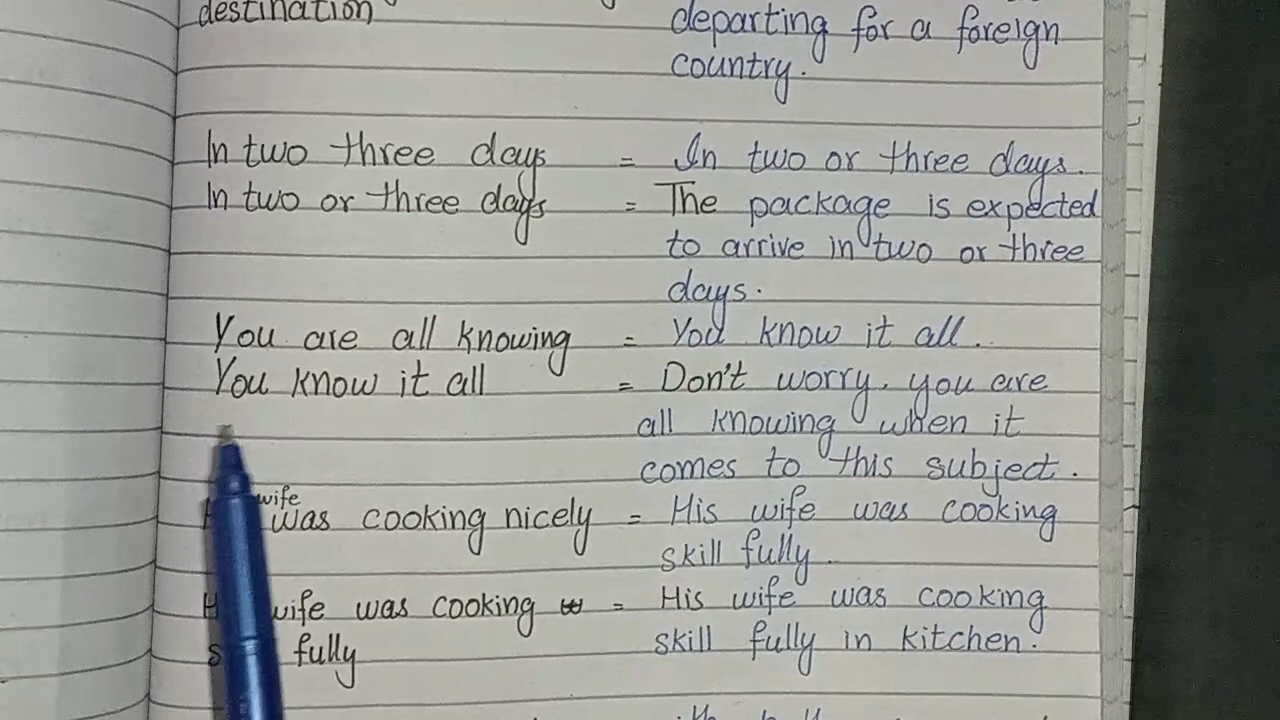 destination
departing for a foreign
country.
In two three days = In two or three days.
In two or three days = The package is expected
to arrive in two or three
days.
You are all knowing = You know it all.
You know it all = Don't worry. you are
all knowing when it
comes to this subject.
wife
was cooking nicely = His wife was cooking
skill fully.
wife was cooking = His wife was cooking
fully skill fully in kitchen.